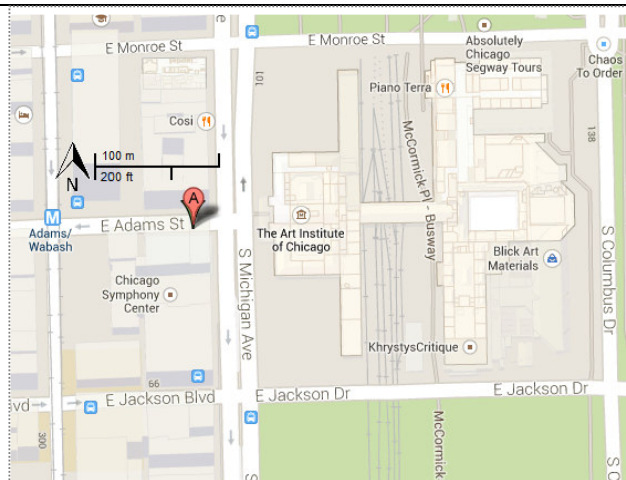 E Monroe St
E Monroe St
Absolutely
Chicago
Segway Tours
Chaos
To Order
101
Piano Terra
Cosi
McCormick Pl - Busway
138
100 m
200 ft
N
A
M
E Adams St
Adams/
Wabash
The Art Institute
of Chicago
Blick Art
Materials
S Columbus Dr
S Michigan Ave
Chicago
Symphony
Center
KhrystysCritique
66
E Jackson Blvd
E Jackson Dr
E Jackson Dr
vd
300
McCormick
S
S C
e